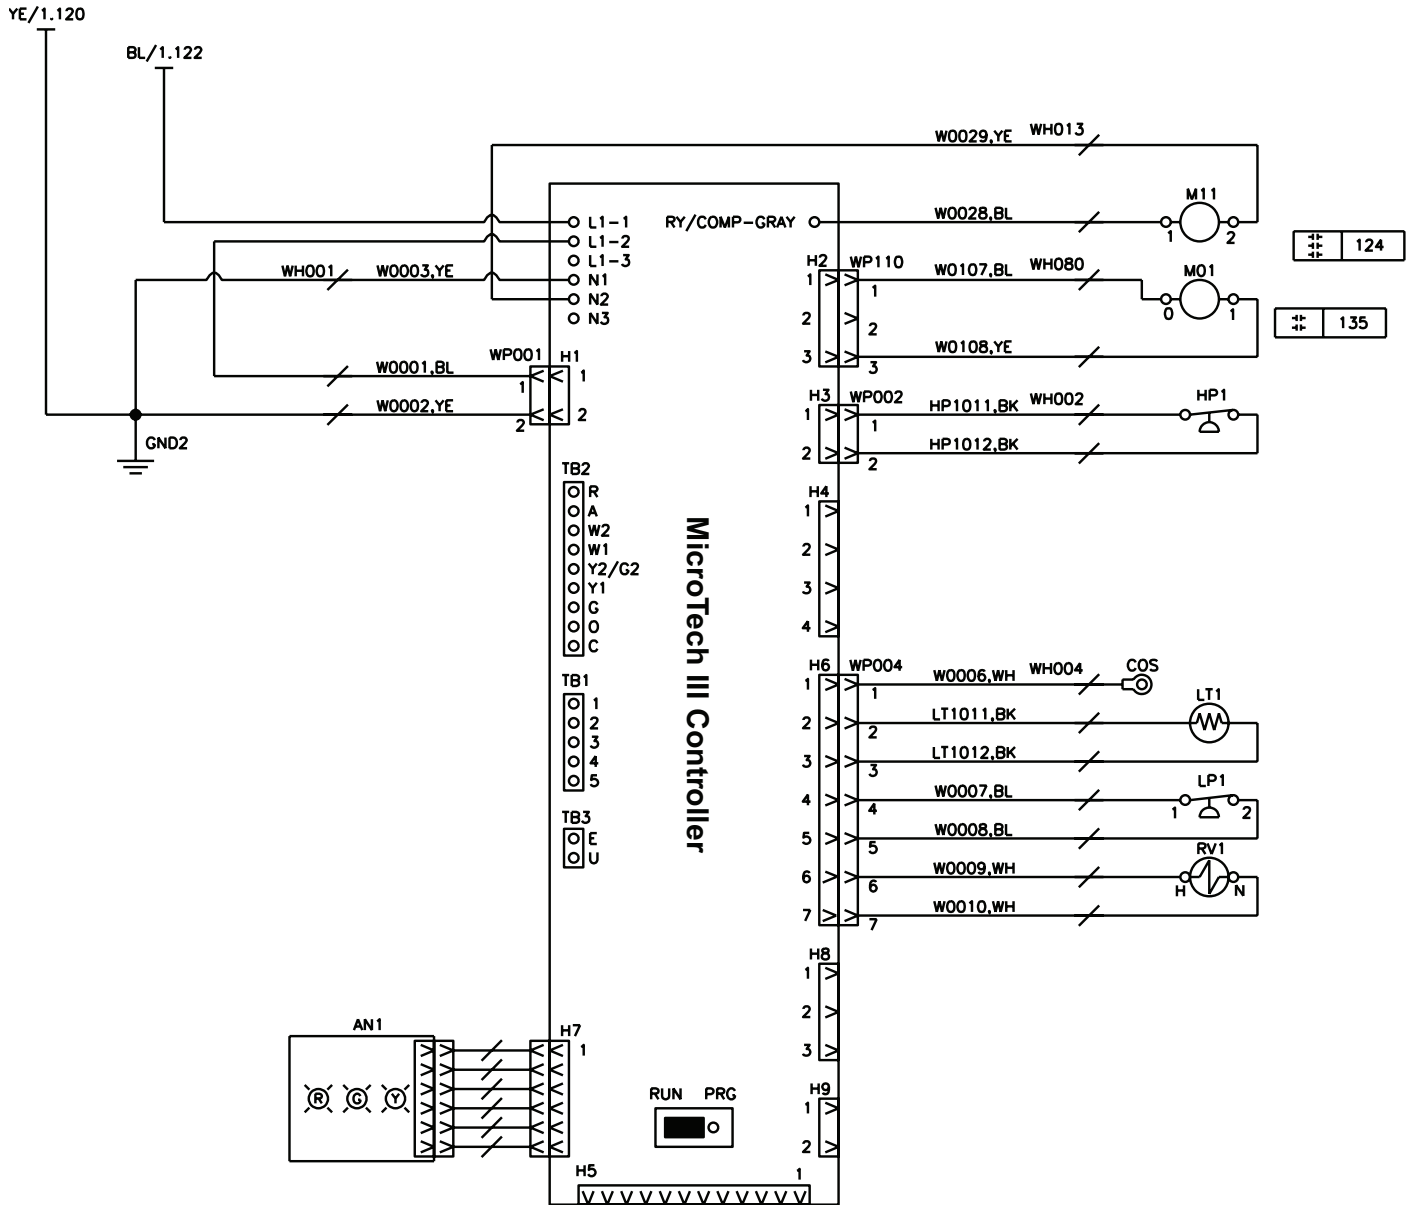 YE/1.120
BL/1.122
W0029,YE WH013
M11
L1-1 RY/COMP-GRAY W0028,BL
1 2
L1-2
124
L1-3 H2 WP110 W0107,BL WH080 M01
WH001 W0003,YE N1 1 1
N2 0 1
N3 2 2
135
W0108,YE
WP001 H1 3 3
W0001,BL 1 1
H3 WP002 HP1011,BK WH002 HP1
W0002,YE 2 2 1 1
GND2
HP1012,BK
2 2
TB2
R
A
W2
W1
Y2/G2
Y1
G
O
C
H4
1
2
3
4
MicroTech III Controller
H6 WP004 W0006,WH WH004 COS
1 1
LT1
LT1011,BK
2 2
LT1012,BK
3 3
LP1
W0007,BL
4 4 1 2
W0008,BL
5 5
RV1
W0009,WH
6 6 H N
W0010,WH
7 7
TB1
1
2
3
4
5
TB3
E
U
H8
1
2
3
AN1
R G Y
H7
1
RUN PRG
H9
1
2
H5 1